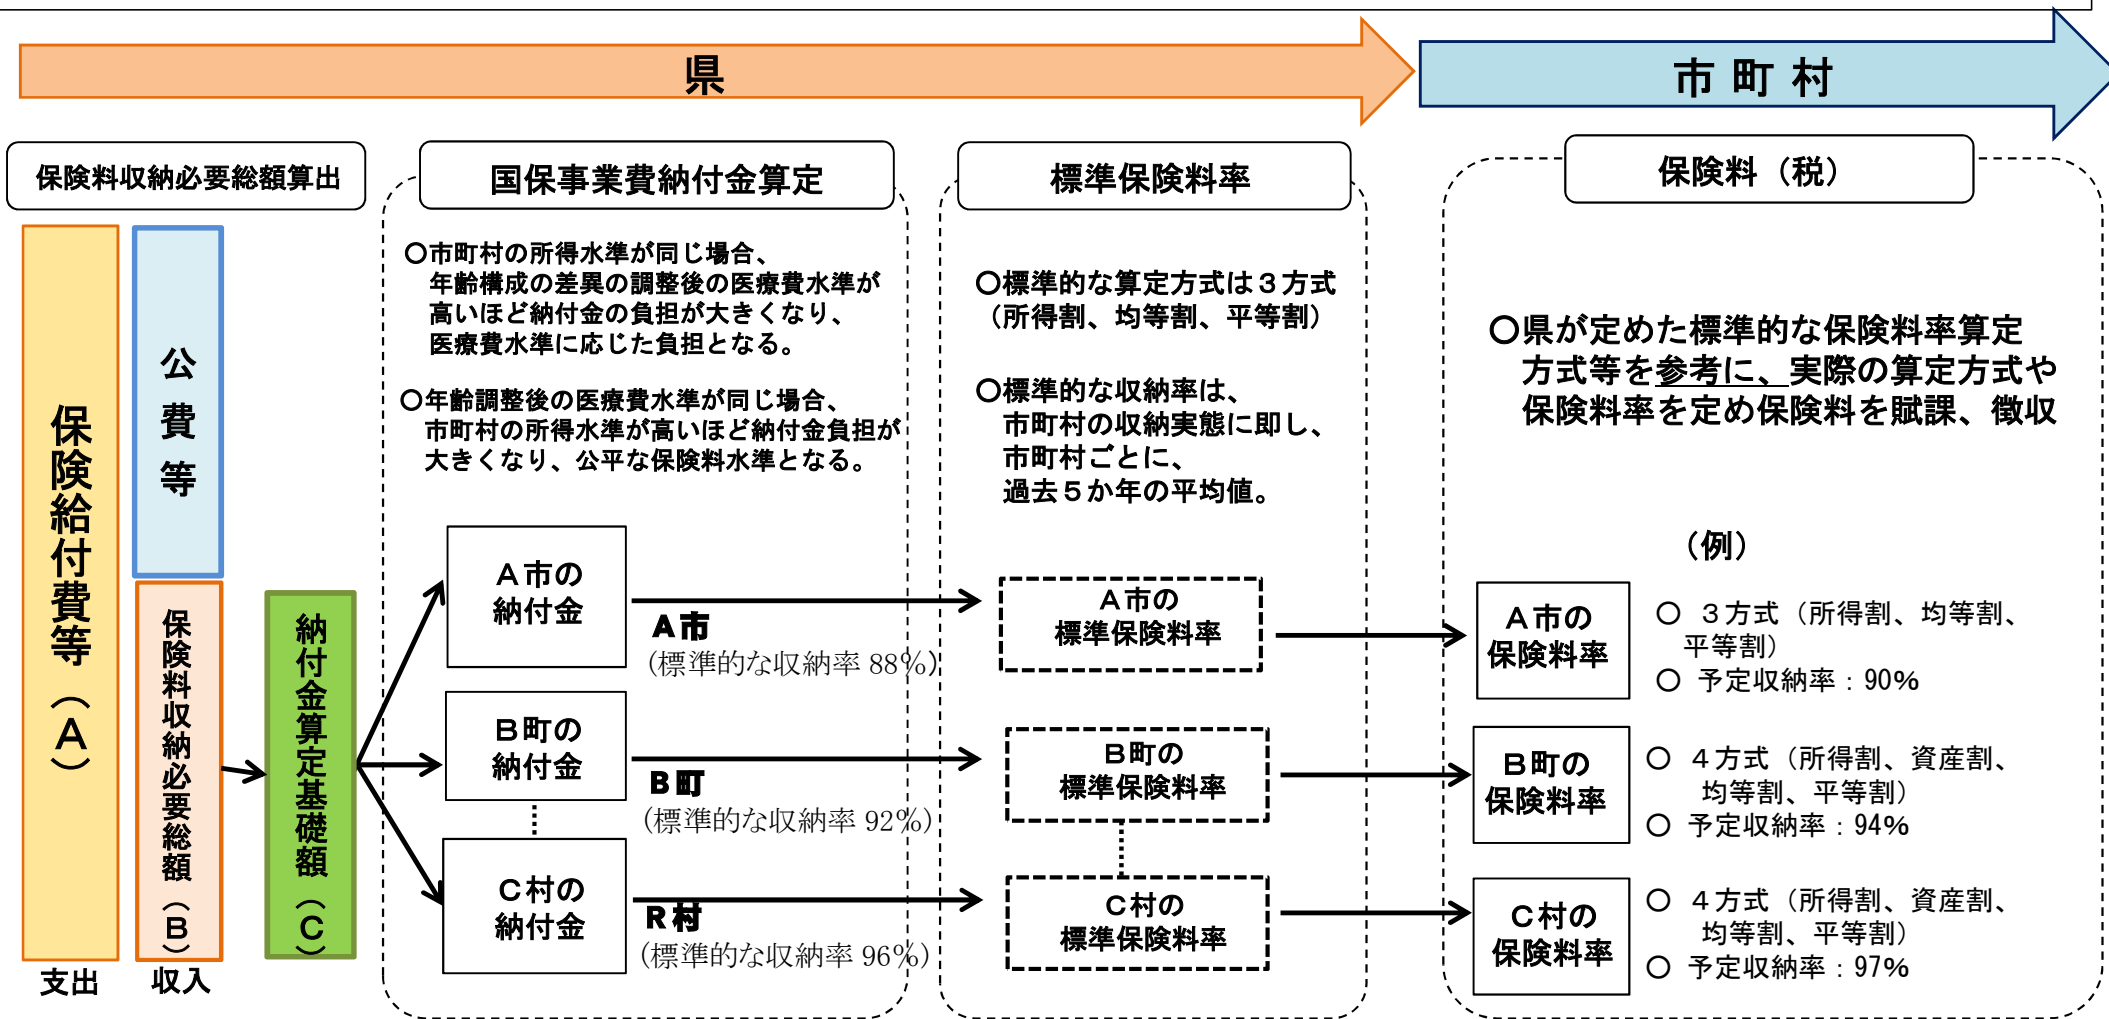 県
市町村
保険料収納必要総額算出
国保事業費納付金算定
標準保険料率
保険料（税）
保険給付費等（A）
公費等
保険料収納必要総額（B）
納付金算定基礎額（C）
支出
収入
○市町村の所得水準が同じ場合、
年齢構成の差異の調整後の医療費水準が
高いほど納付金の負担が大きくなり、
医療費水準に応じた負担となる。
○年齢調整後の医療費水準が同じ場合、
市町村の所得水準が高いほど納付金負担が
大きくなり、公平な保険料水準となる。
A市の
納付金
B町の
納付金
C村の
納付金
A市
(標準的な収納率 88%)
B町
(標準的な収納率 92%)
R村
(標準的な収納率 96%)
○標準的な算定方式は３方式
（所得割、均等割、平等割）
○標準的な収納率は、
市町村の収納実態に即し、
市町村ごとに、
過去５か年の平均値。
A市の
標準保険料率
B町の
標準保険料率
C村の
標準保険料率
○県が定めた標準的な保険料率算定
方式等を参考に、実際の算定方式や
保険料率を定め保険料を賦課、徴収
（例）
A市の
保険料率
○ ３方式（所得割、均等割、
平等割）
○ 予定収納率：90%
B町の
保険料率
○ ４方式（所得割、資産割、
均等割、平等割）
○ 予定収納率：94%
C村の
保険料率
○ ４方式（所得割、資産割、
均等割、平等割）
○ 予定収納率：97%